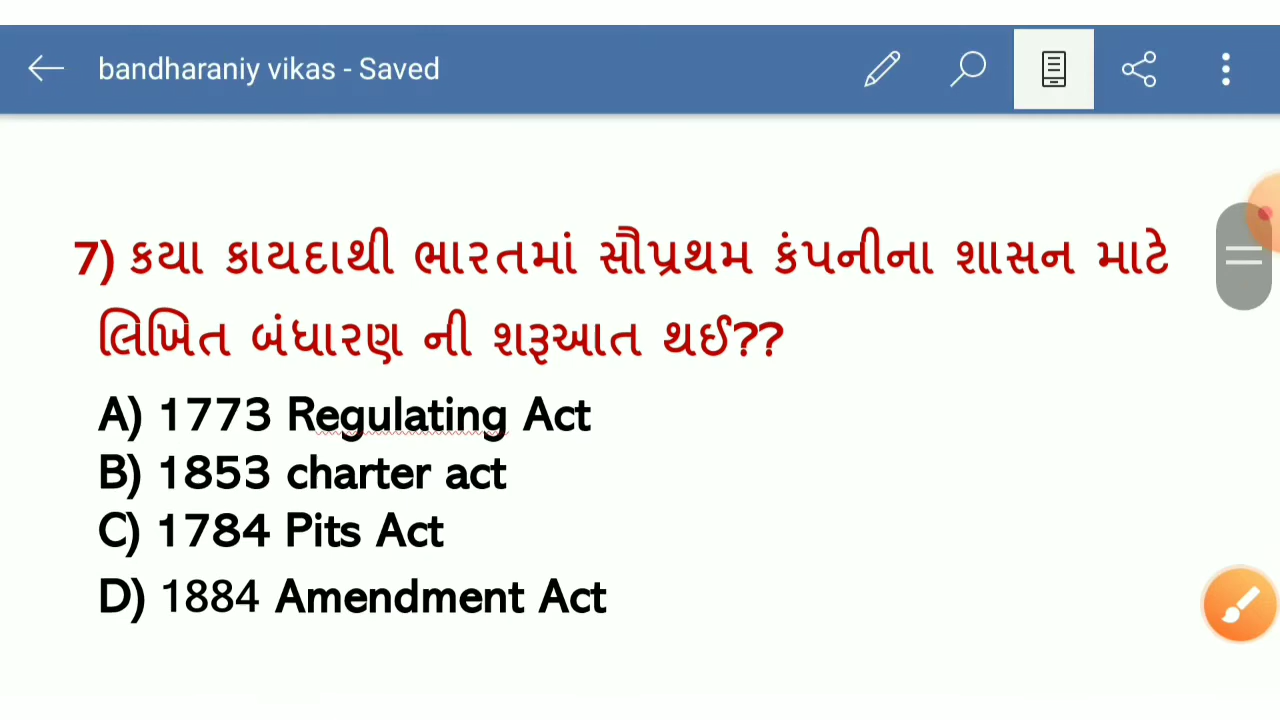 bandharaniy vikas - Saved
7) કયા કાયદાથી ભારતમાં સૌપ્રથમ કંપનીના શાસન માટે
લિખિત બંધારણ ની શરૂઆત થઈ??
A) 1773 Regulating Act
B) 1853 charter act
C) 1784 Pits Act
D) 1884 Amendment Act